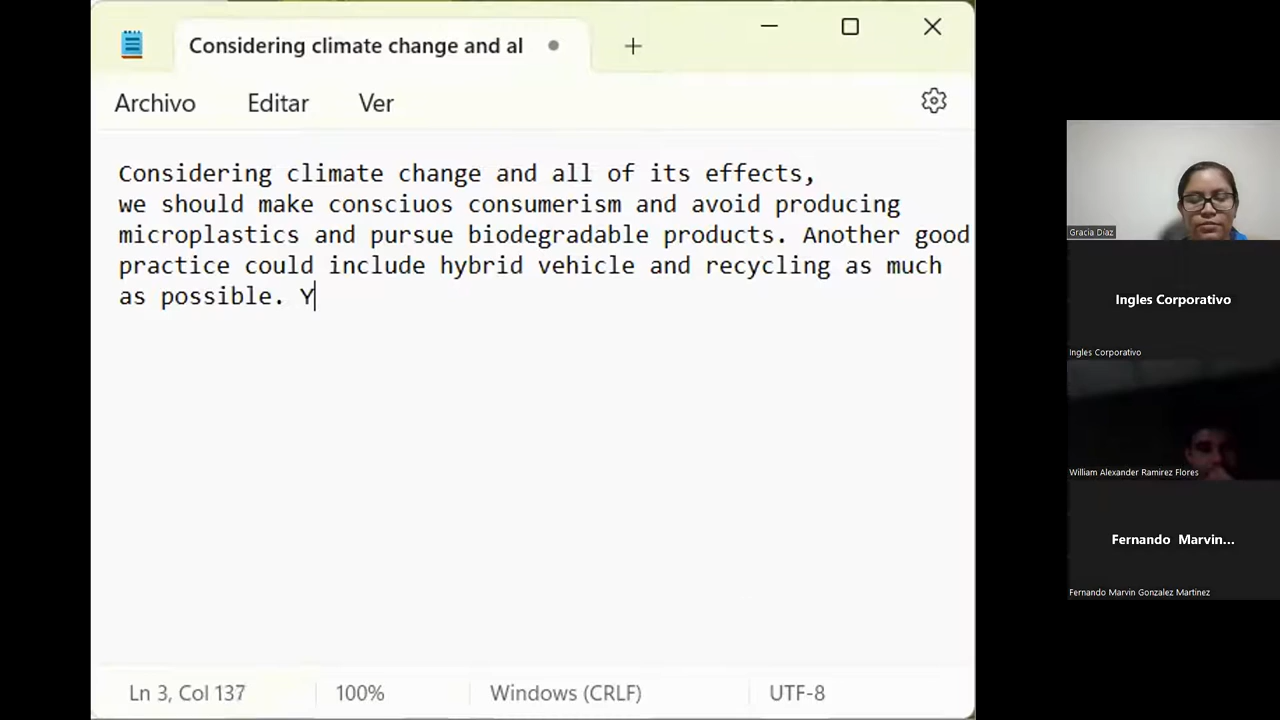 Considering climate change and al
Archivo Editar Ver
Considering climate change and all of its effects,
we should make consciuos consumerism and avoid producing
microplastics and pursue biodegradable products. Another good
practice could include hybrid vehicle and recycling as much
as possible. Y
Ln 3, Col 137 100% Windows (CRLF) UTF-8
Gracia Díaz
Ingles Corporativo
Ingles Corporativo
William Alexander Ramirez Flores
Fernando Marvin...
Fernando Marvin Gonzalez Martinez